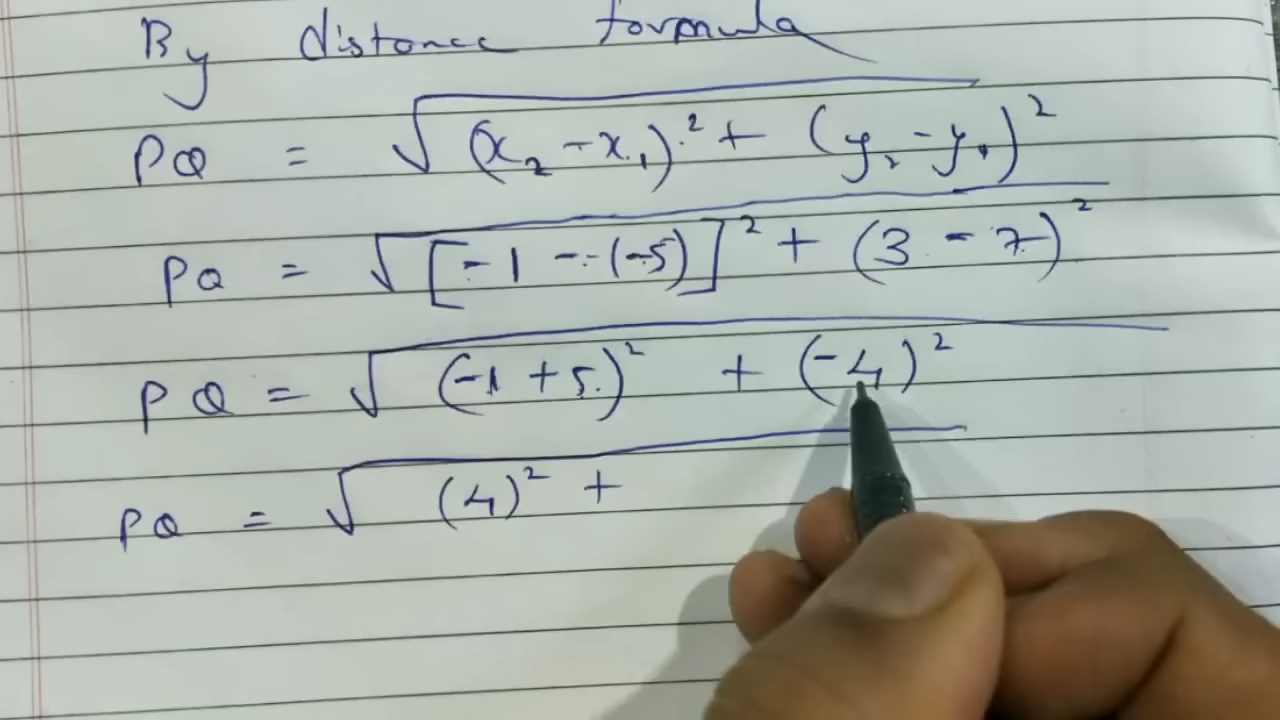 By distance formula
PQ = √(x₂ - x₁)² + (y₂ - y₁)²
PQ = √[-1 - (-5)]² + (3 - 7)²
PQ = √(-1 + 5)² + (-4)²
PQ = √(4)² +